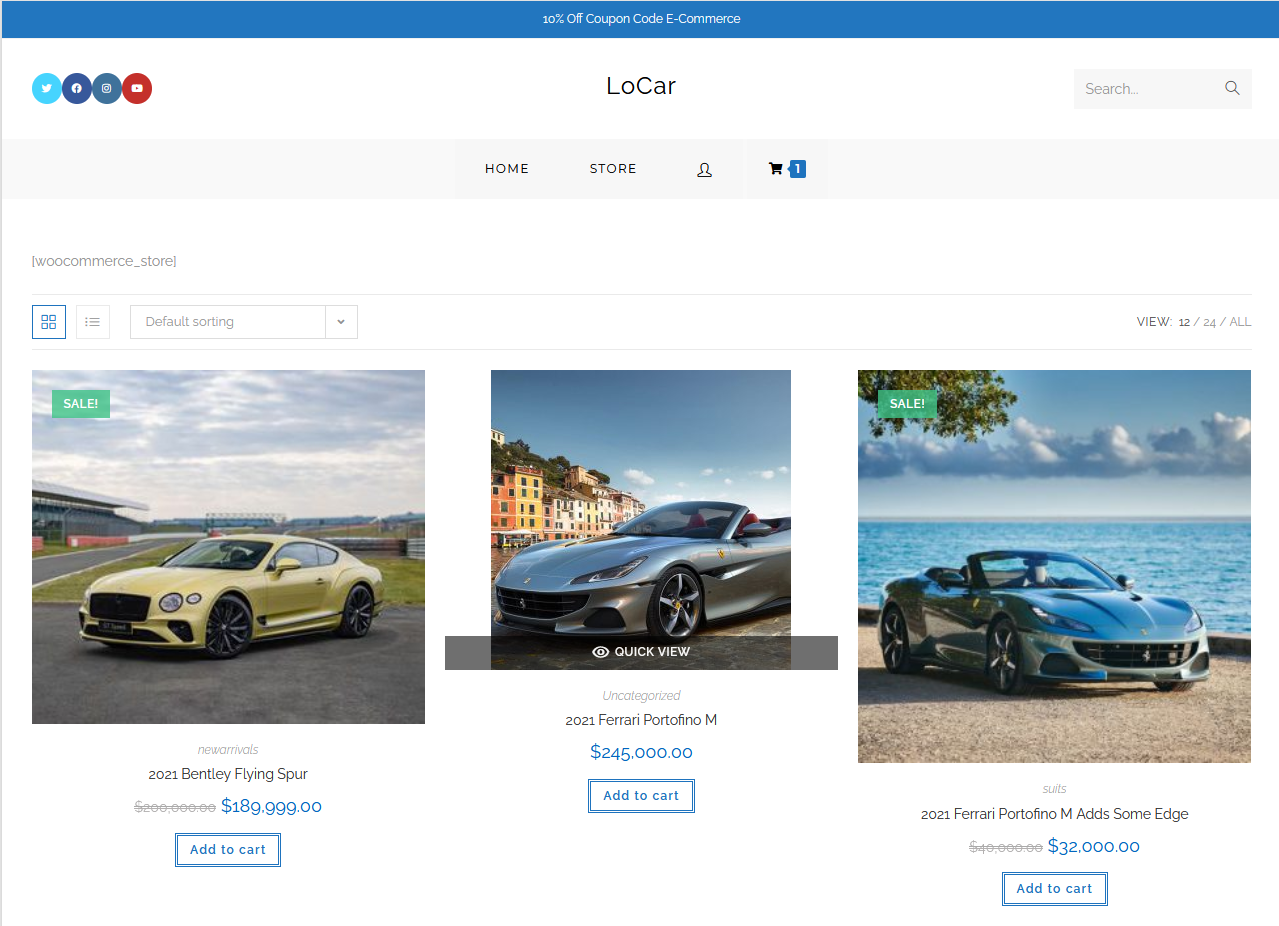 10% Off Coupon Code E-Commerce
LoCar
Search...
HOME
STORE
1
[woocommerce_store]
Default sorting
VIEW: 12 / 24 / ALL
SALE!
GT Speed
newarrivals
2021 Bentley Flying Spur
$200,000.00 $189,999.00
Add to cart
QUICK VIEW
Uncategorized
2021 Ferrari Portofino M
$245,000.00
Add to cart
SALE!
suits
2021 Ferrari Portofino M Adds Some Edge
$40,000.00 $32,000.00
Add to cart